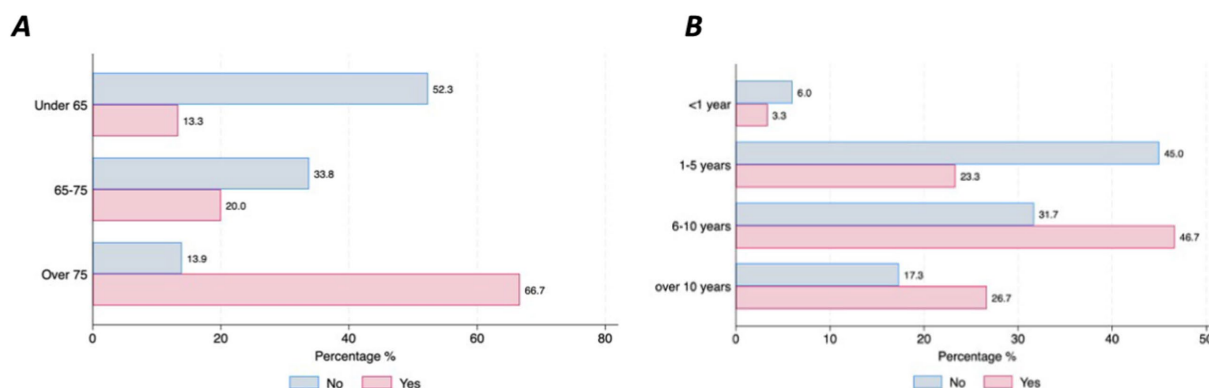 A
Under 65
52.3
13.3
65-75
33.8
20.0
Over 75
13.9
66.7
0 20 40 60 80
Percentage %
No Yes
B
<1 year
6.0
3.3
1-5 years
45.0
23.3
6-10 years
31.7
46.7
over 10 years
17.3
26.7
0 10 20 30 40 50
Percentage %
No Yes